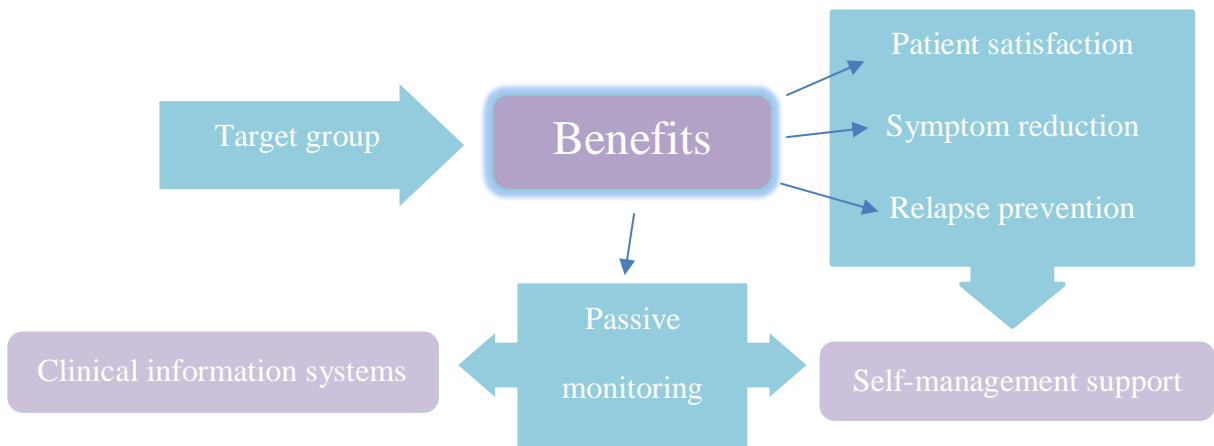 Target group
Benefits
Patient satisfaction
Symptom reduction
Relapse prevention
Passive
monitoring
Clinical information systems
Self-management support